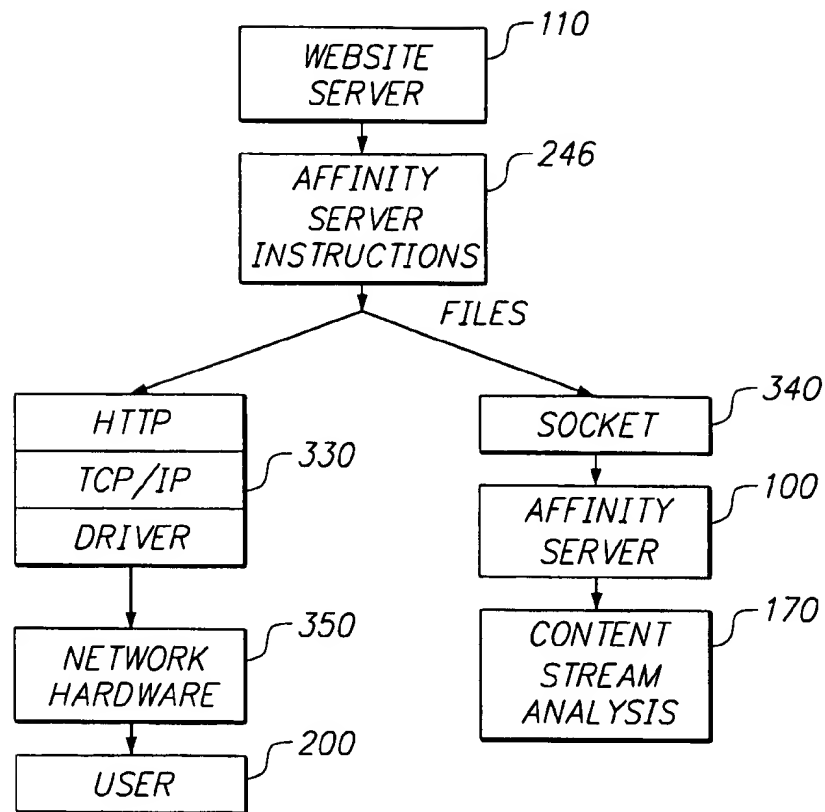 110
WEBSITE
SERVER
246
AFFINITY
SERVER
INSTRUCTIONS
FILES
HTTP
TCP/IP
DRIVER
330
NETWORK
HARDWARE
350
USER
200
SOCKET
340
AFFINITY
SERVER
100
CONTENT
STREAM
ANALYSIS
170